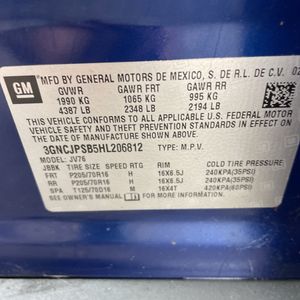 GM
MFD BY GENERAL MOTORS DE MEXICO, S. DE R.L. DE C.V. 02
GVWR GAWR FRT GAWR RR
1990 KG 1065 KG 995 KG
4387 LB 2348 LB 2194 LB
THIS VEHICLE CONFORMS TO ALL APPLICABLE U.S. FEDERAL MOTOR
VEHICLE SAFETY STANDARDS IN EFFECT ON THE DATE OF
MANUFACTURE SHOWN ABOVE.
3GNCJPSB5HL206812 TYPE: M.P.V.
MODEL: JV76
JBBK TIRE SIZE SPEED RTG RIM COLD TIRE PRESSURE
FRT P205/70R16 H 16X6.5J 240KPA(35PSI)
RR P205/70R16 H 16X6.5J 240KPA(35PSI)
SPA T125/70D16 M 16X4T 420KPA(60PSI)
SEE OWNER'S MANUAL FOR MORE INFORMATION